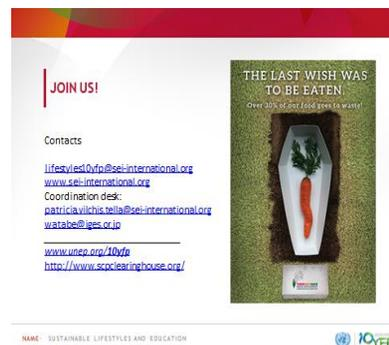 JOIN US!
Contacts
lifestyles10yfp@sei-international.org
www.sei-international.org
Coordination desk:
patricia.vilchis.tella@sei-international.org
watabe@iges.or.jp
www.unep.org/10yfp
http://www.scpclearinghouse.org/
THE LAST WISH WAS
TO BE EATEN
Over 30% of our food goes to waste!
NAME· SUSTAINABLE LIFESTYLES AND EDUCATION
10YFP